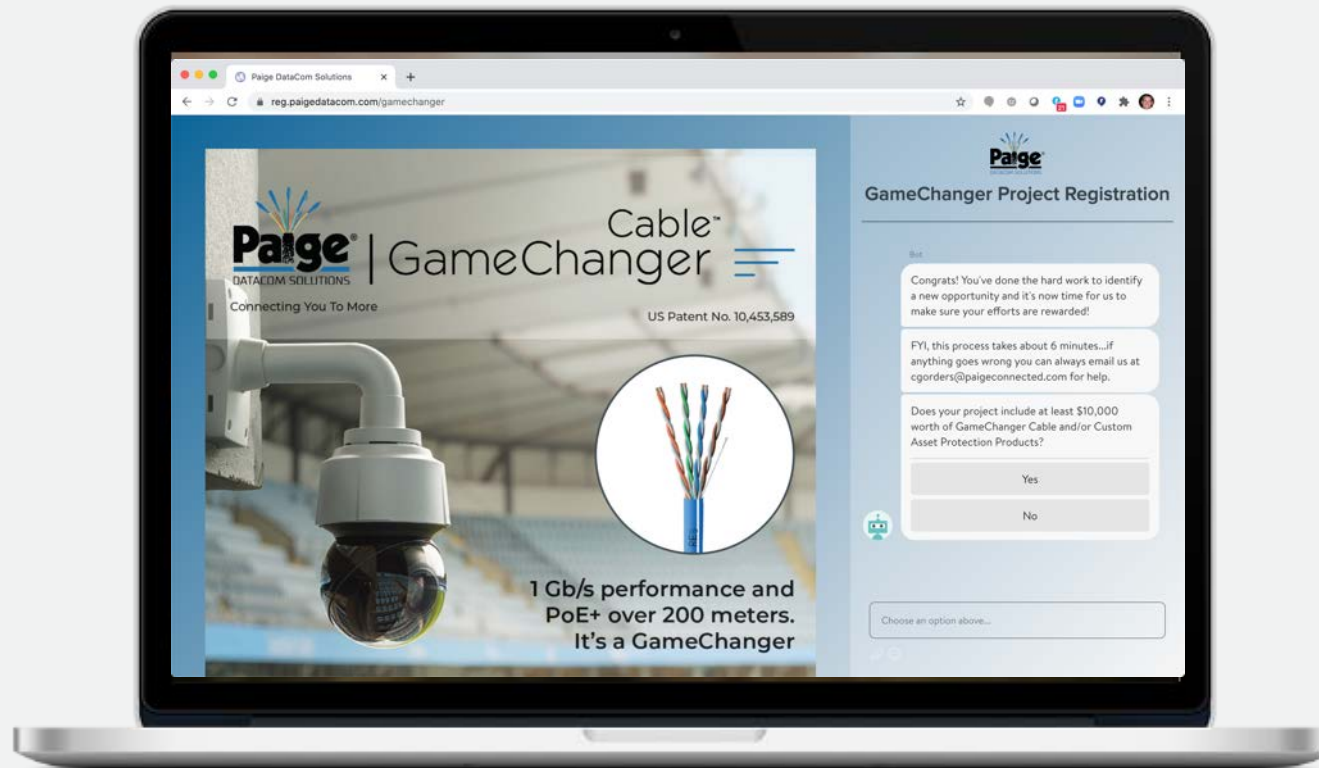 Paige DataCom Solutions
reg.paigedatacom.com/gamechanger
21
Paige®
DATACOM SOLUTIONS
Connecting You To More
Cable™
GameChanger
US Patent No. 10,453,589
1 Gb/s performance and
PoE+ over 200 meters.
It's a GameChanger
Paige
DATACOM SOLUTIONS
GameChanger Project Registration
Bot
Congrats! You've done the hard work to identify
a new opportunity and it's now time for us to
make sure your efforts are rewarded!
FYI, this process takes about 6 minutes...if
anything goes wrong you can always email us at
cgorders@paigeconnected.com for help.
Does your project include at least $10,000
worth of GameChanger Cable and/or Custom
Asset Protection Products?
Yes
No
Choose an option above...